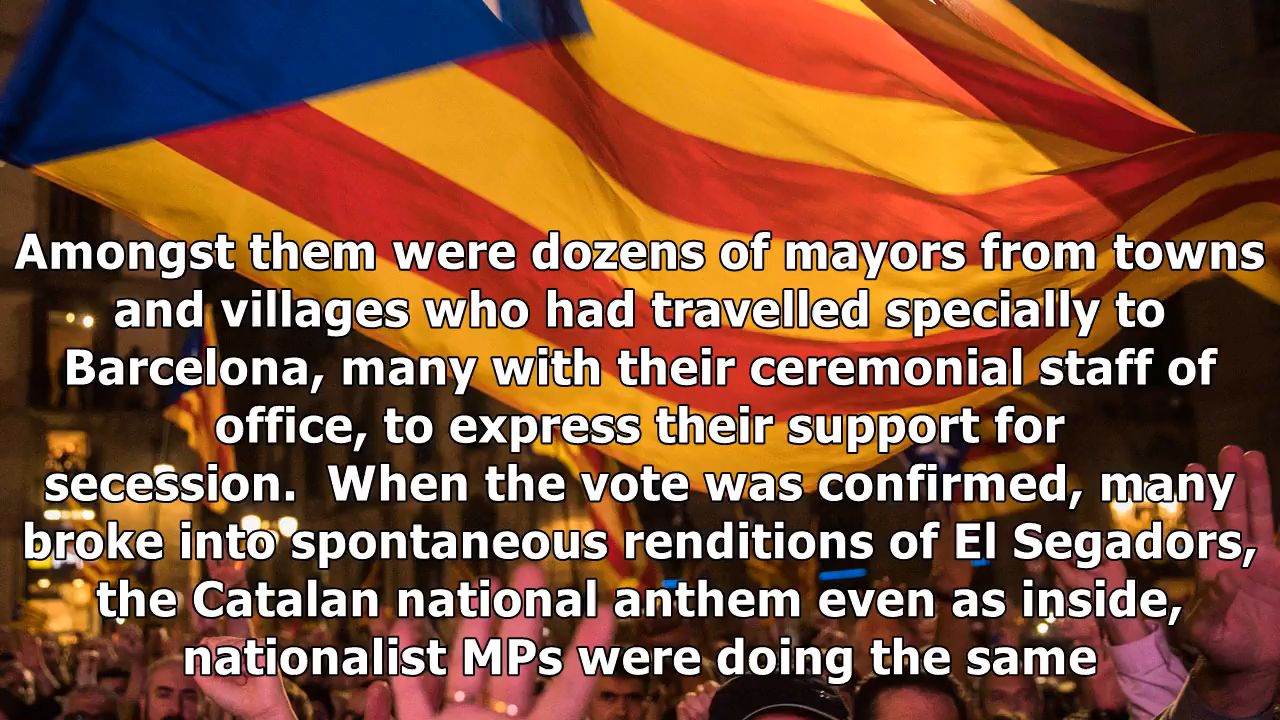 Amongst them were dozens of mayors from towns
and villages who had travelled specially to
Barcelona, many with their ceremonial staff of
office, to express their support for
secession.  When the vote was confirmed, many
broke into spontaneous renditions of El Segadors,
the Catalan national anthem even as inside,
nationalist MPs were doing the same